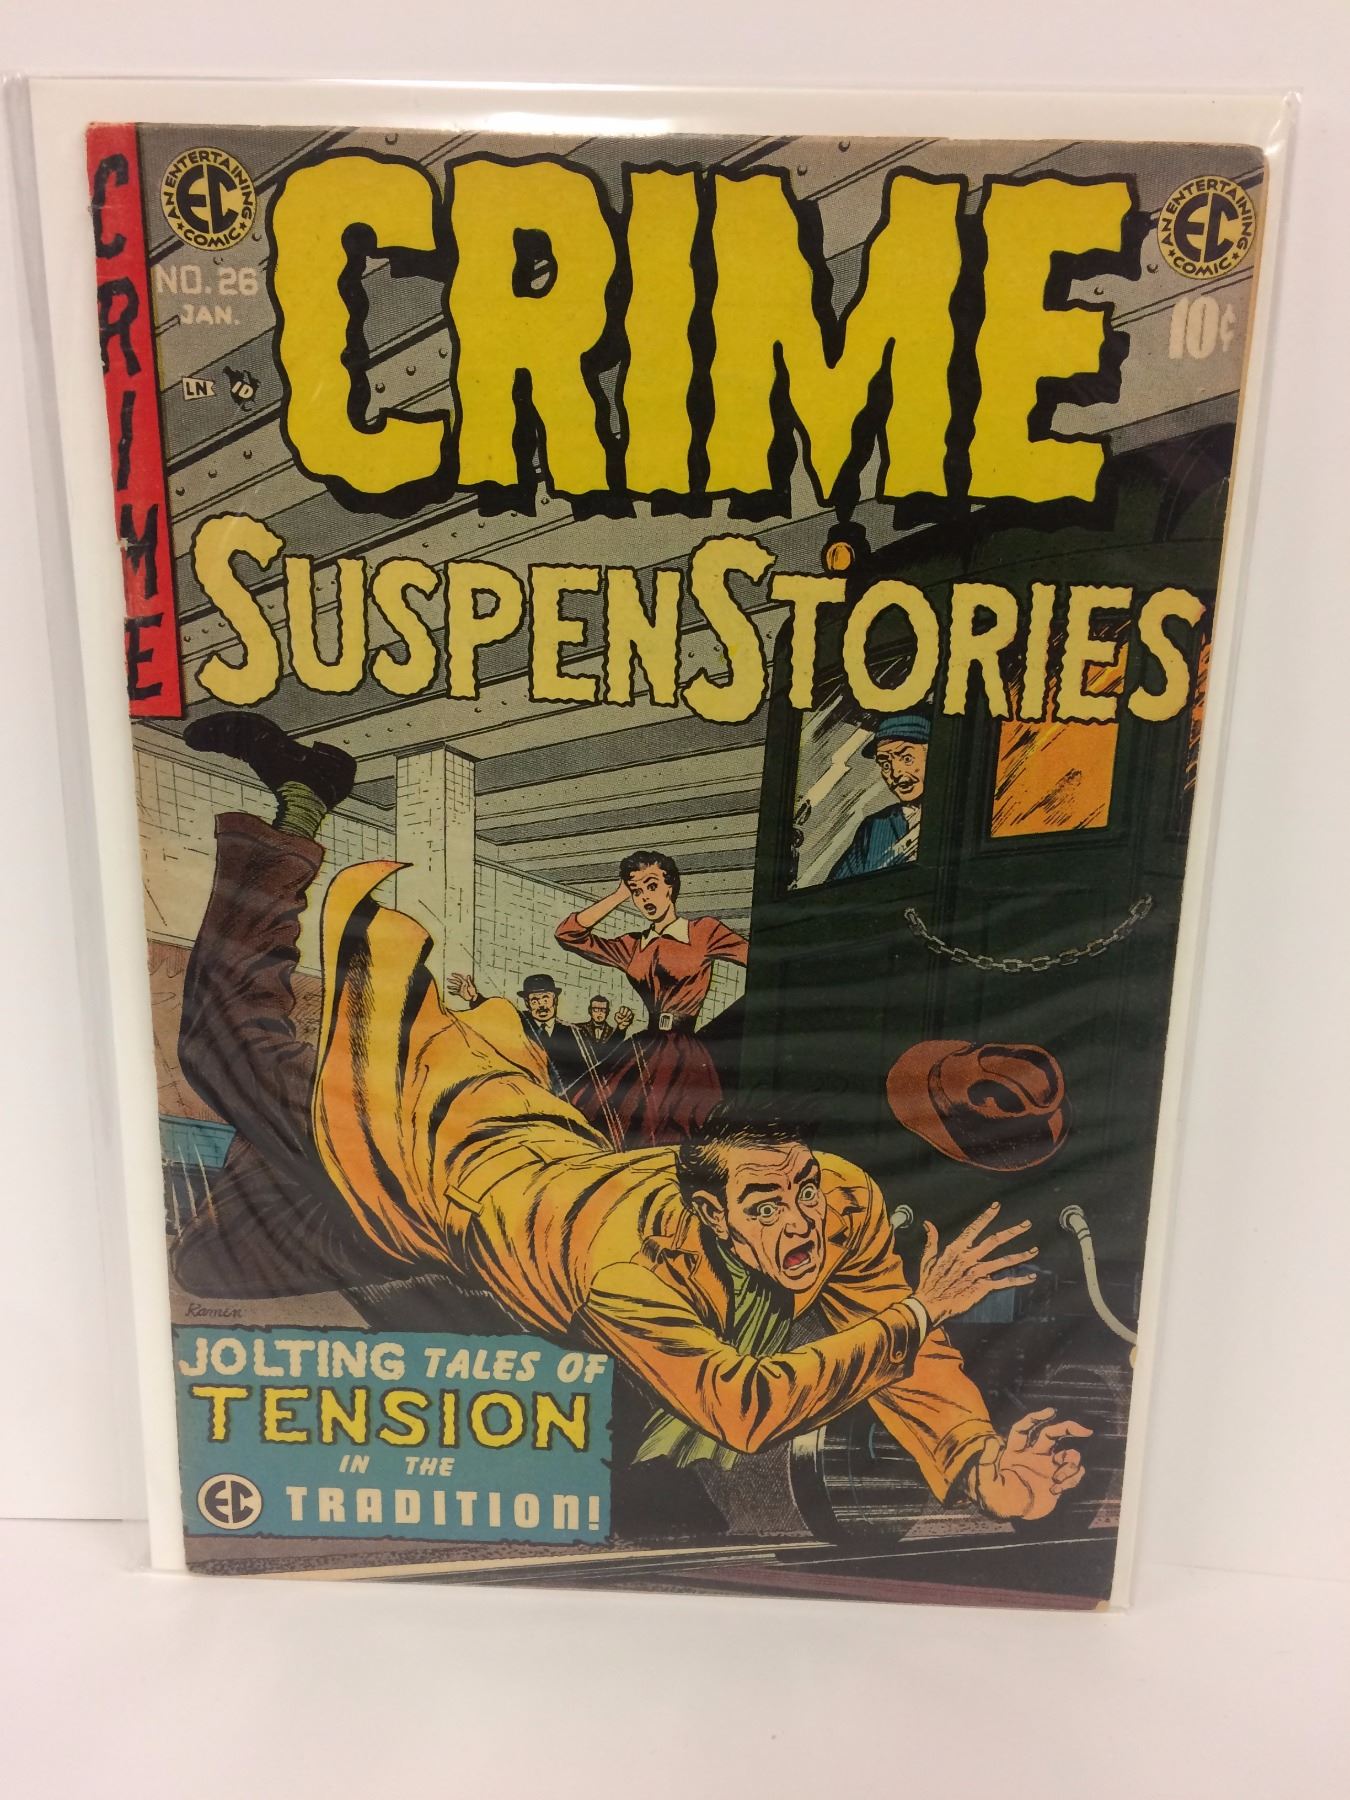 CRIME
AN ENTERTAINING
EC
COMIC
NO. 26
JAN.
LN
CRIME
AN ENTERTAINING
EC
COMIC
10¢
SUSPENSTORIES
Kamen
JOLTING TALES OF
TENSION
IN THE
EC TRADITION!